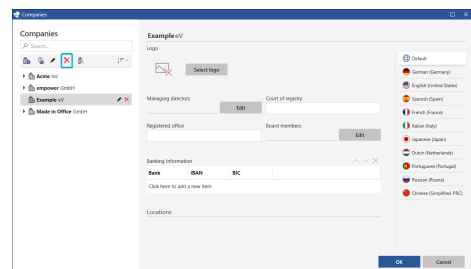 Companies
Companies
Search...
Acme Inc
empower GmbH
Example eV
Made in Office GmbH
Example eV
Logo
Select logo
Managing directors
Edit
Court of registry
Registered office
Board members
Edit
Banking information
Bank IBAN BIC
Click here to add a new item
Locations
Default
German (Germany)
English (United States)
Spanish (Spain)
French (France)
Italian (Italy)
Japanese (Japan)
Dutch (Netherlands)
Portuguese (Portugal)
Russian (Russia)
Chinese (Simplified, PRC)
OK Cancel